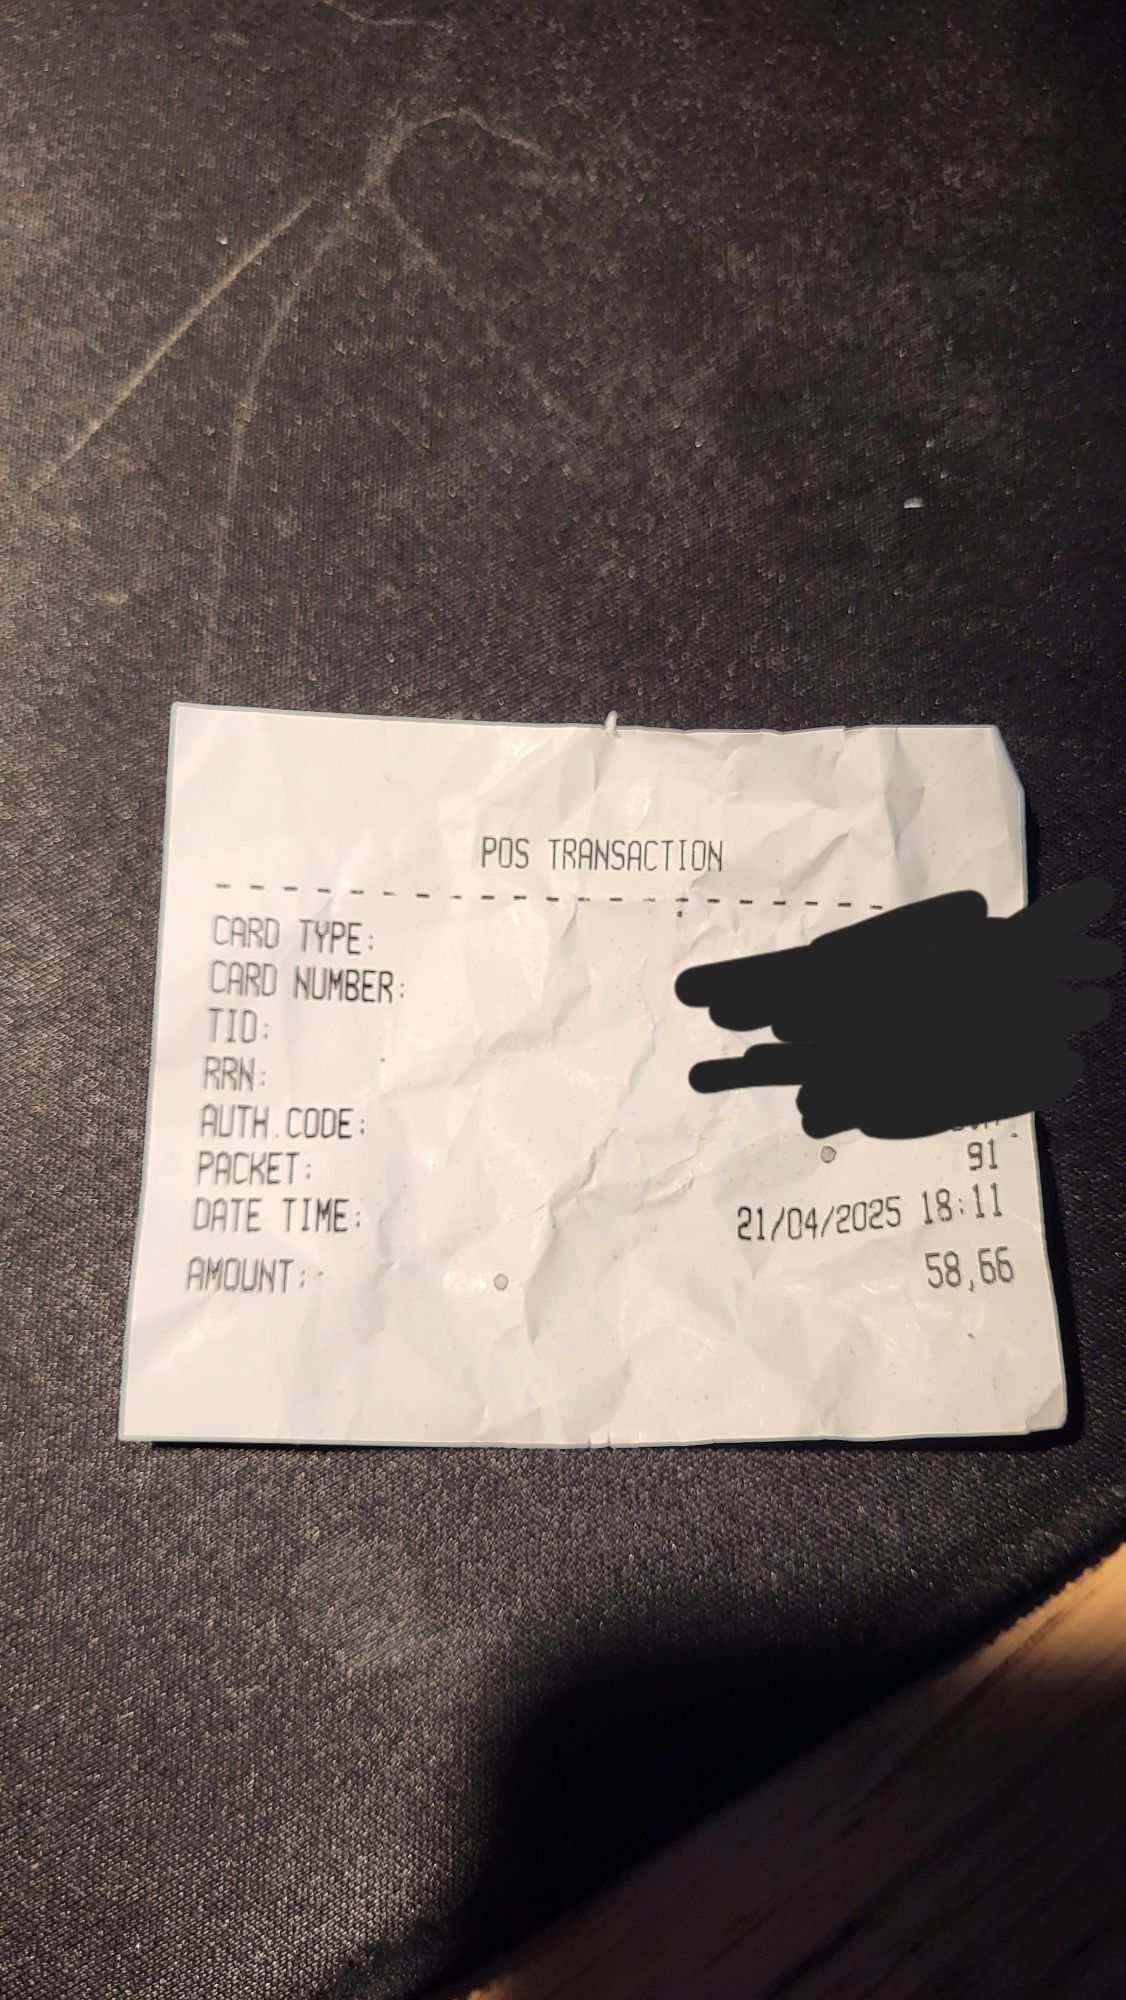 POS TRANSACTION
CARD TYPE:
CARD NUMBER:
TID:
RRN:
AUTH.CODE:
PACKET: 91
DATE TIME: 21/04/2025 18:11
AMOUNT: 58,66